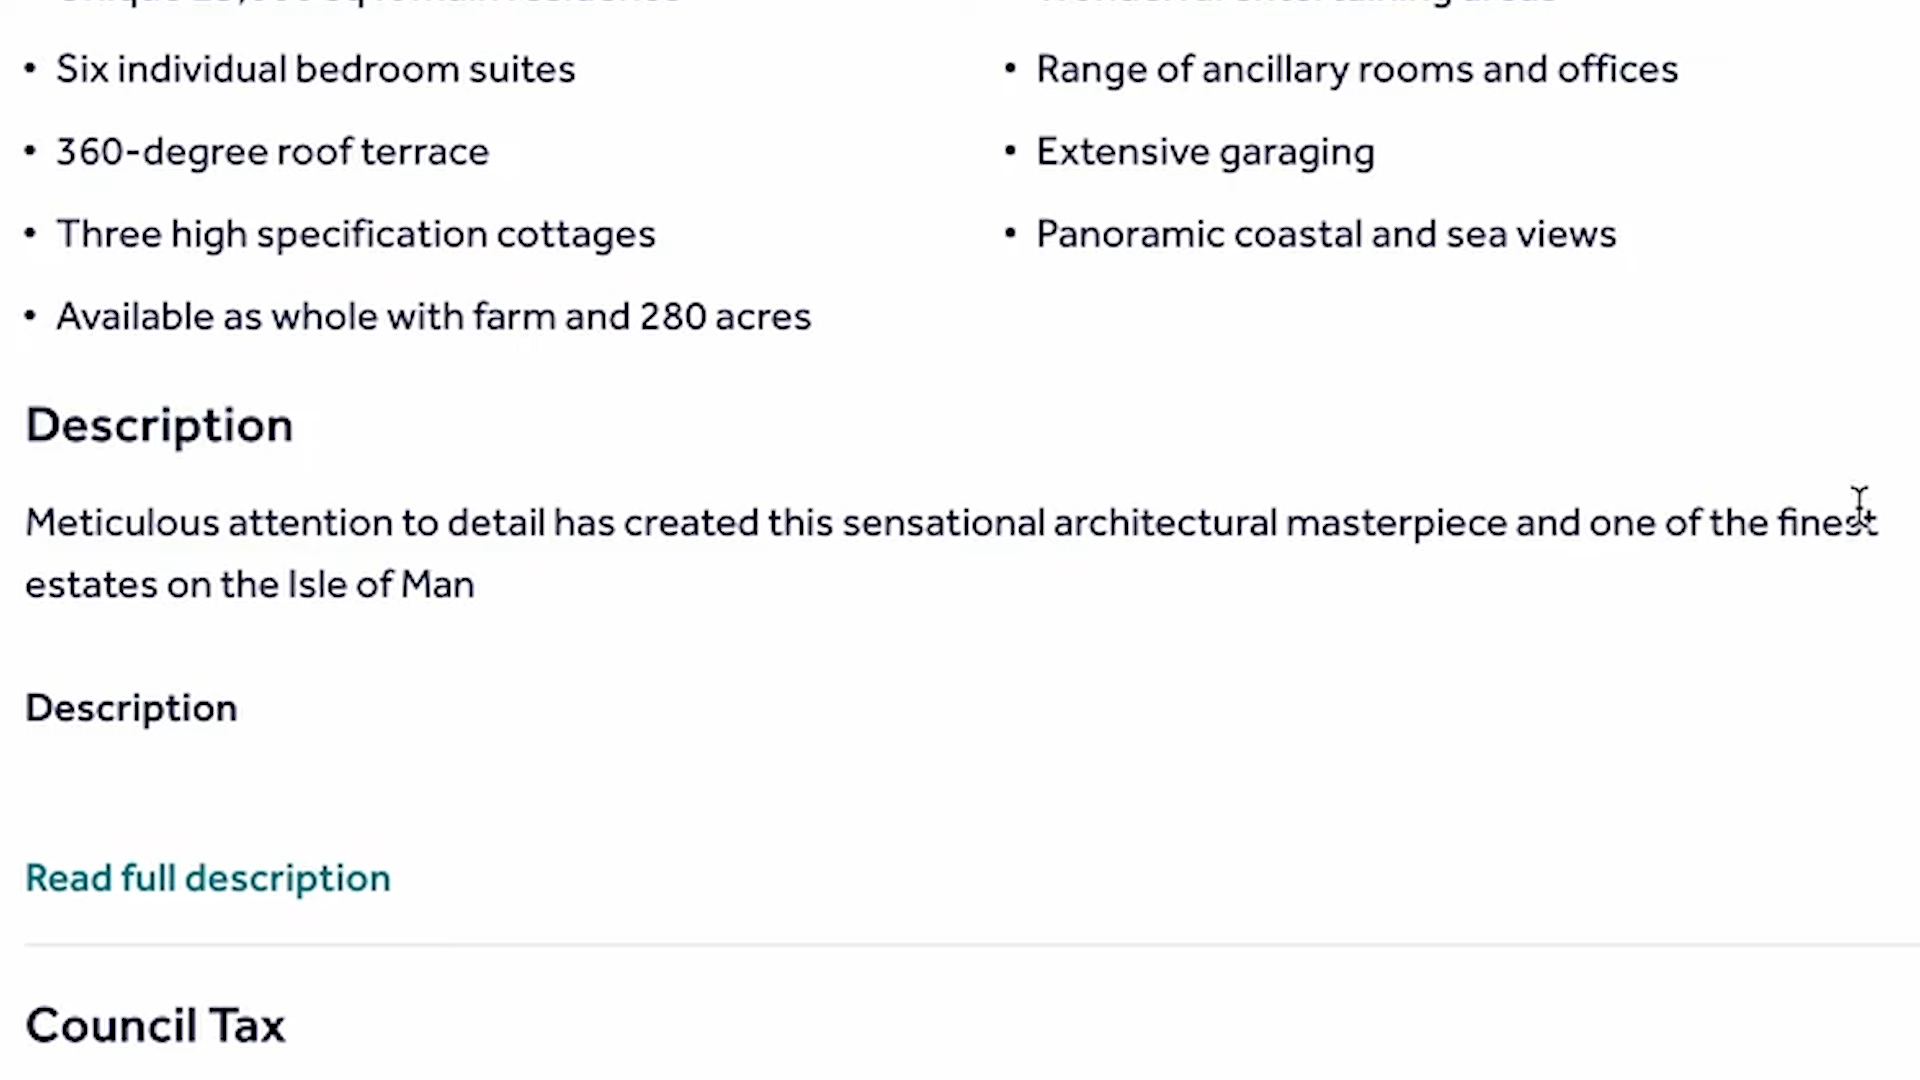 Six individual bedroom suites
Range of ancillary rooms and offices
360-degree roof terrace
Extensive garaging
Three high specification cottages
Panoramic coastal and sea views
Available as whole with farm and 280 acres
Description
Meticulous attention to detail has created this sensational architectural masterpiece and one of the finest
estates on the Isle of Man
Description
Read full description
Council Tax